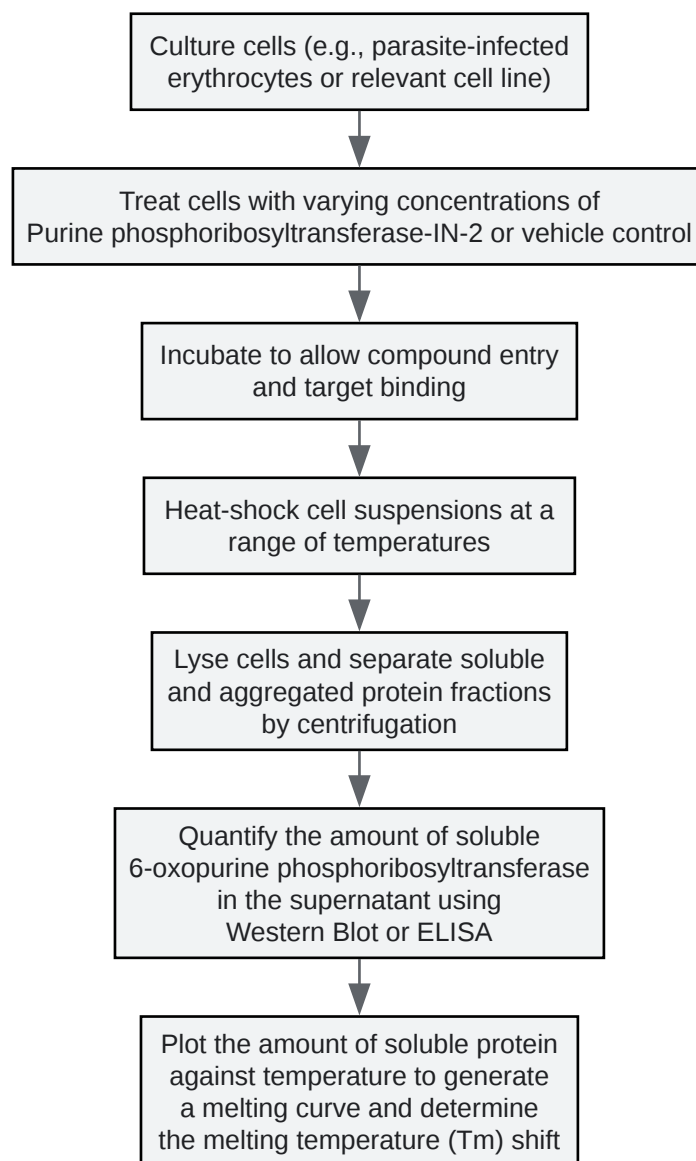 Culture cells (e.g., parasite-infected
erythrocytes or relevant cell line)
Treat cells with varying concentrations of
Purine phosphoribosyltransferase-IN-2 or vehicle control
Incubate to allow compound entry
and target binding
Heat-shock cell suspensions at a
range of temperatures
Lyse cells and separate soluble
and aggregated protein fractions
by centrifugation
Quantify the amount of soluble
6-oxopurine phosphoribosyltransferase
in the supernatant using
Western Blot or ELISA
Plot the amount of soluble protein
against temperature to generate
a melting curve and determine
the melting temperature (Tm) shift